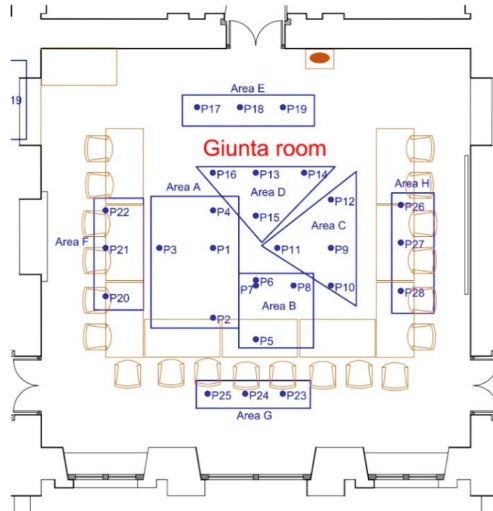 Area E
19
P17 P18 P19
Giunta room
P16 P13 P14
Area A
Area D
Area H
P4 P15 P12
P22 P26
Area C
Area F
P21 P3 P1 P11 P9 P27
P6
P7 P8
P20 P10 P28
Area B
P2
P5
P25 P24 P23
Area G